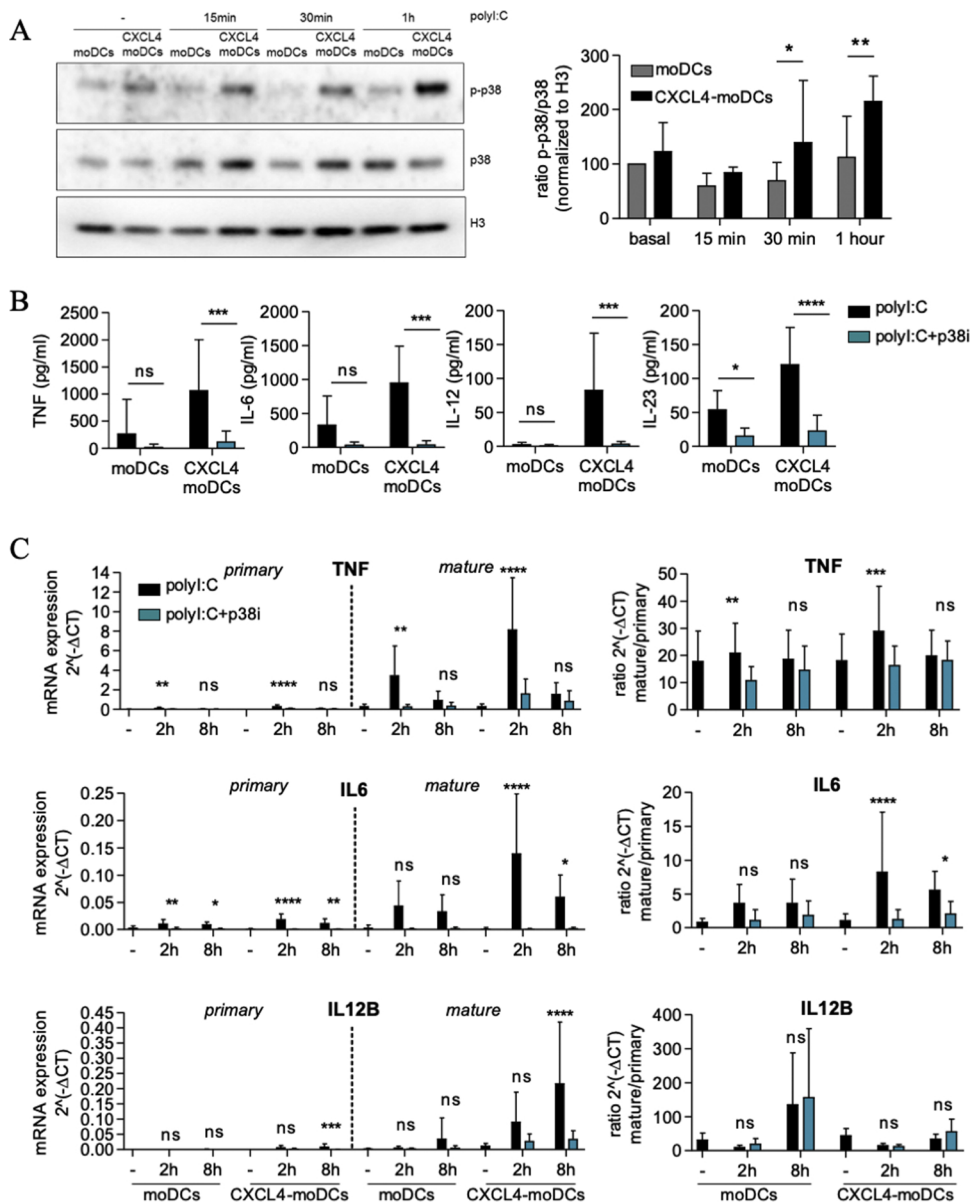 A
- 15min 30min 1h polyI:C
moDCs CXCL4 moDCs moDCs CXCL4 moDCs moDCs CXCL4 moDCs moDCs CXCL4 moDCs
p-p38
p38
H3
ratio p-p38/p38
(normalized to H3)
300
200
100
0
moDCs
CXCL4-moDCs
* **
basal 15 min 30 min 1 hour
B
TNF
(pg/ml)
2500
2000
1500
1000
500
0
ns ***
moDCs CXCL4
moDCs
IL-6 (pg/ml)
2000
1500
1000
500
0
ns ***
moDCs CXCL4
moDCs
IL-12 (pg/ml)
200
150
100
50
0
ns ***
moDCs CXCL4
moDCs
IL-23 (pg/ml)
200
150
100
50
0
* ****
moDCs CXCL4
moDCs
polyI:C
polyI:C+p38i
C
primary TNF mature
mRNA expression
2^(-ΔCT)
14
12
10
8
6
4
2
0
polyI:C
polyI:C+p38i
** ns **** ns ** ns **** ns
- 2h 8h - 2h 8h - 2h 8h - 2h 8h
TNF
ratio 2^(-ΔCT)
mature/primary
50
40
30
20
10
0
** ns *** ns
- 2h 8h - 2h 8h
primary IL6 mature
mRNA expression
2^(-ΔCT)
0.25
0.20
0.15
0.10
0.05
0.00
** * **** ** ns ns **** *
- 2h 8h - 2h 8h - 2h 8h - 2h 8h
IL6
ratio 2^(-ΔCT)
mature/primary
20
15
10
5
0
ns ns **** *
- 2h 8h - 2h 8h
primary IL12B mature
mRNA expression
2^(-ΔCT)
0.45
0.40
0.35
0.30
0.25
0.20
0.15
0.10
0.05
0.00
ns ns ns *** ns ns ns ****
- 2h 8h - 2h 8h - 2h 8h - 2h 8h
moDCs CXCL4-moDCs moDCs CXCL4-moDCs
IL12B
ratio 2^(-ΔCT)
mature/primary
400
300
200
100
0
ns ns ns ns
- 2h 8h - 2h 8h
moDCs CXCL4-moDCs